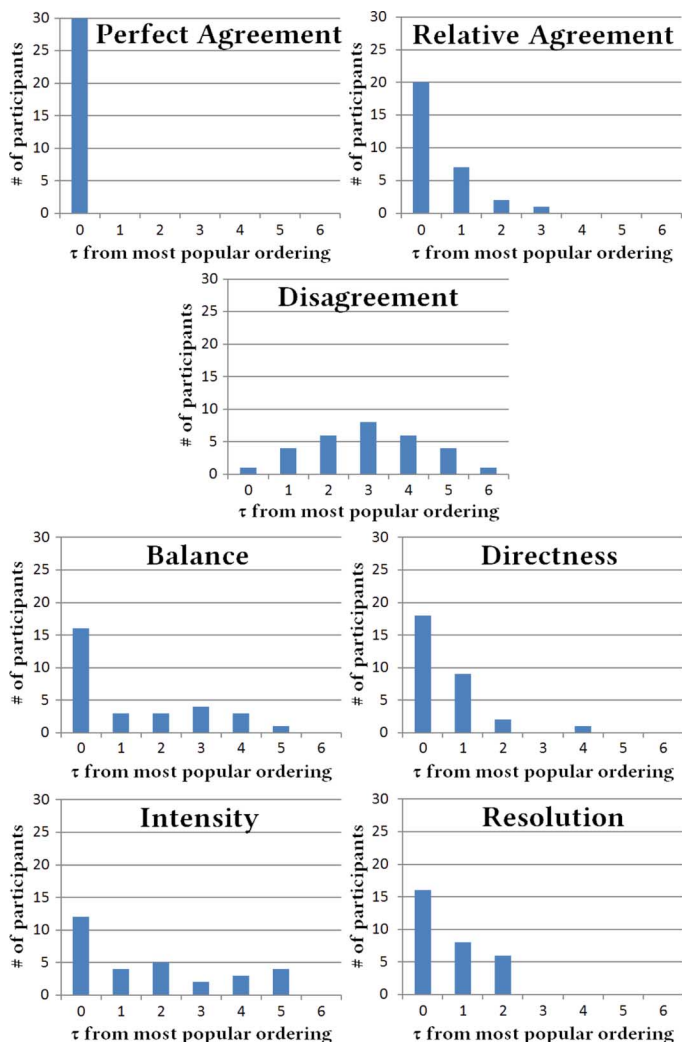 Perfect Agreement
# of participants
30
25
20
15
10
5
0
0 1 2 3 4 5 6
τ from most popular ordering
Relative Agreement
# of participants
30
25
20
15
10
5
0
0 1 2 3 4 5 6
τ from most popular ordering
Disagreement
# of participants
30
25
20
15
10
5
0
0 1 2 3 4 5 6
τ from most popular ordering
Balance
# of participants
30
25
20
15
10
5
0
0 1 2 3 4 5 6
τ from most popular ordering
Directness
# of participants
30
25
20
15
10
5
0
0 1 2 3 4 5 6
τ from most popular ordering
Intensity
# of participants
30
25
20
15
10
5
0
0 1 2 3 4 5 6
τ from most popular ordering
Resolution
# of participants
30
25
20
15
10
5
0
0 1 2 3 4 5 6
τ from most popular ordering